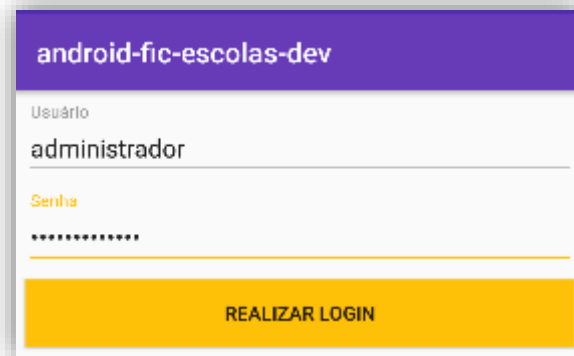 android-fic-escolas-dev
Usuário
administrador
Senha
•••••••••••••
REALIZAR LOGIN